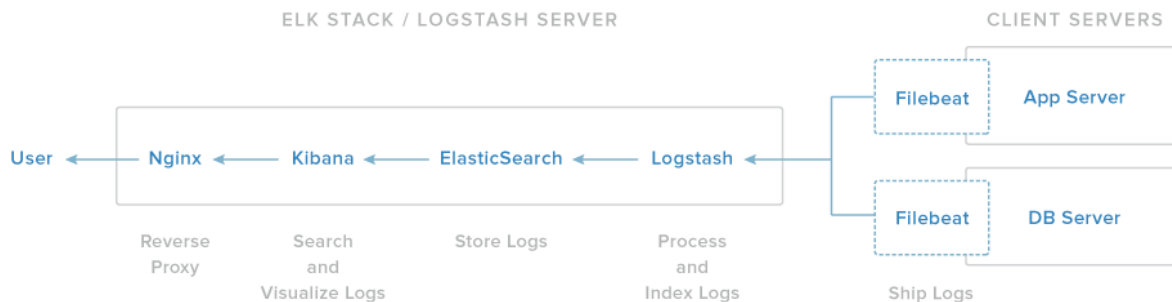 ELK STACK / LOGSTASH SERVER
CLIENT SERVERS
Filebeat
App Server
User
Nginx
Kibana
ElasticSearch
Logstash
Filebeat
DB Server
Reverse
Proxy
Search
and
Visualize Logs
Store Logs
Process
and
Index Logs
Ship Logs